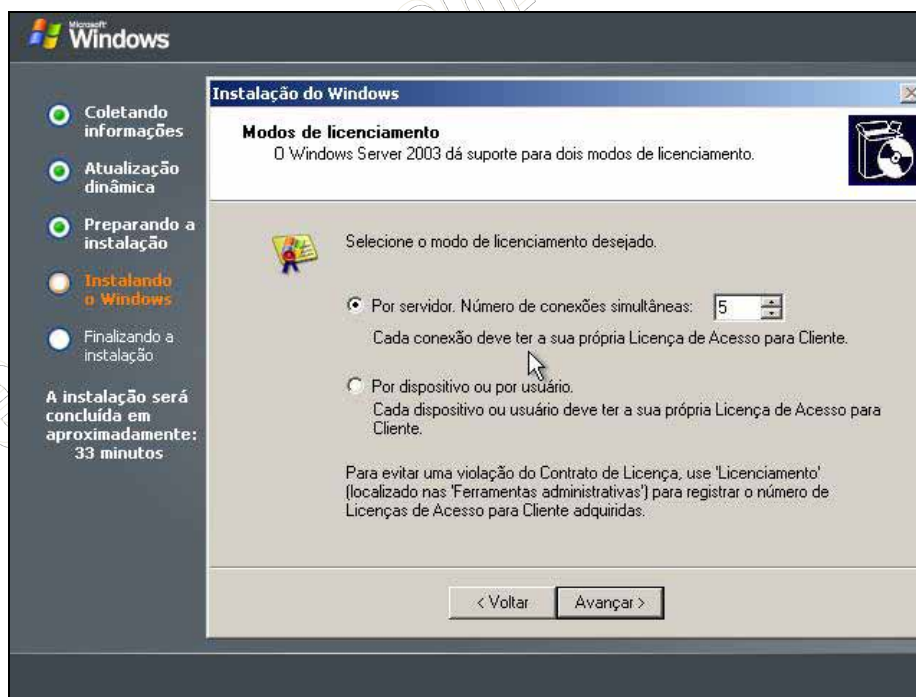 Microsoft
Windows
Coletando
informações
Atualização
dinâmica
Preparando a
instalação
Instalando
o Windows
Finalizando a
instalação
A instalação será
concluída em
aproximadamente:
33 minutos
Instalação do Windows
Modos de licenciamento
O Windows Server 2003 dá suporte para dois modos de licenciamento.
Selecione o modo de licenciamento desejado.
Por servidor. Número de conexões simultâneas: 5
Cada conexão deve ter a sua própria Licença de Acesso para Cliente.
Por dispositivo ou por usuário.
Cada dispositivo ou usuário deve ter a sua própria Licença de Acesso para
Cliente.
Para evitar uma violação do Contrato de Licença, use 'Licenciamento'
(localizado nas 'Ferramentas administrativas') para registrar o número de
Licenças de Acesso para Cliente adquiridas.
< Voltar Avançar >